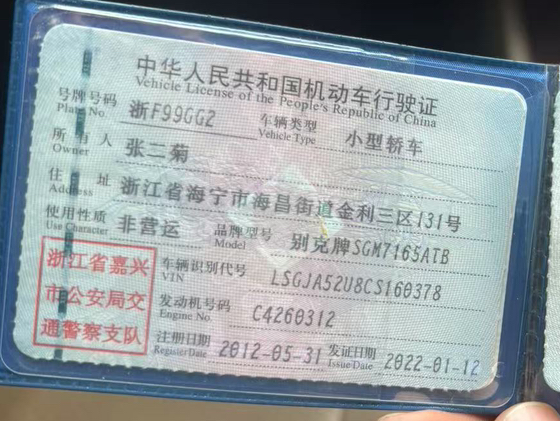 中华人民共和国机动车行驶证
Vehicle License of the People's Republic of China
号牌号码 浙F99GG2 车辆类型 小型轿车
Plate No. Vehicle Type
所有人 张三菊
Owner
住址 浙江省海宁市海昌街道金利三区131号
Address
使用性质 非营运 品牌型号 别克牌SGM7165ATB
Use Character Model
浙江省嘉兴
市公安局交
通警察支队
车辆识别代号 LSGJA52U8CS160378
VIN
发动机号码 C4260312
Engine No.
注册日期 2012-05-31 发证日期 2022-01-12
Register Date Issue Date